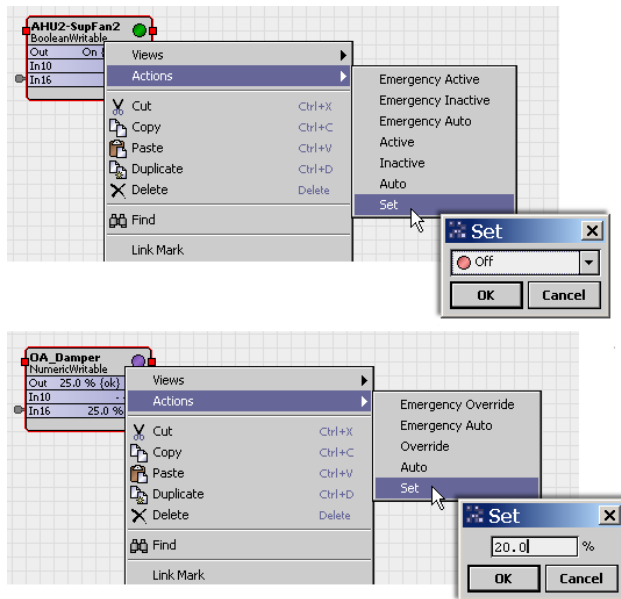 AHU2-SupFan2
BooleanWritable
Out On {
In10
In16
Views
Actions
Cut Ctrl+X
Copy Ctrl+C
Paste Ctrl+V
Duplicate Ctrl+D
Delete Delete
Find
Link Mark
Emergency Active
Emergency Inactive
Emergency Auto
Active
Inactive
Auto
Set
Set
Off
OK Cancel
OA_Damper
NumericWritable
Out 25.0 % {ok}
In10 - -
In16 25.0 %
Views
Actions
Cut Ctrl+X
Copy Ctrl+C
Paste Ctrl+V
Duplicate Ctrl+D
Delete Delete
Find
Link Mark
Emergency Override
Emergency Auto
Override
Auto
Set
Set
20.0 %
OK Cancel